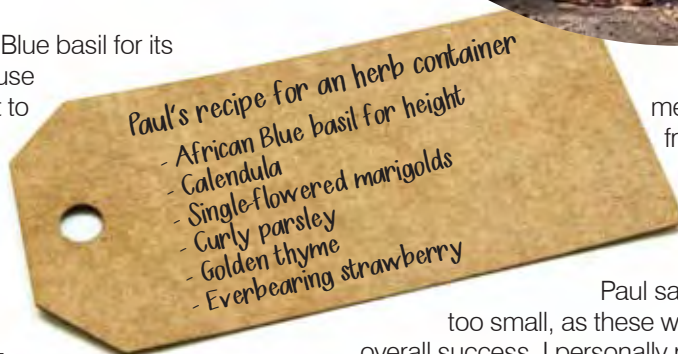 Blue basil for its
use
to
Paul's recipe for an herb container
- African Blue basil for height
- Calendula
- Single-flowered marigolds
- Curly parsley
- Golden thyme
- Everbearing strawberry
me
fr
Paul sa
too small, as these w
overall success. I personally